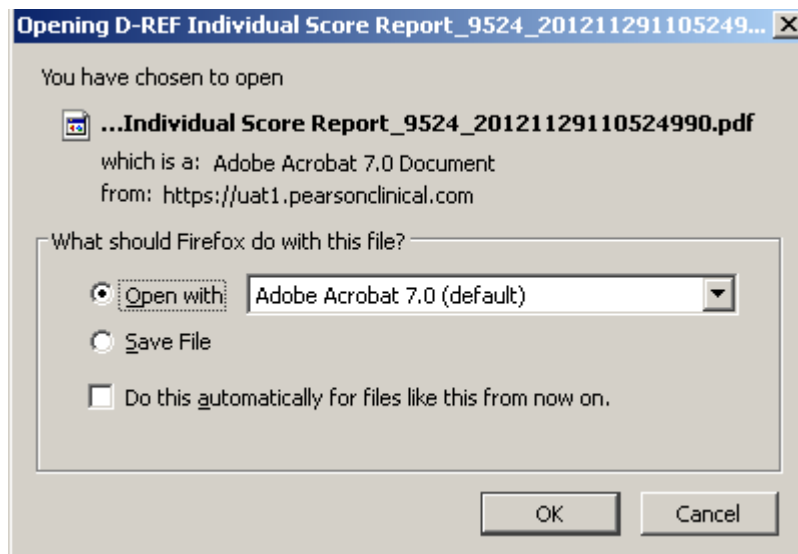 Opening D-REF Individual Score Report_9524_201211291105249...
You have chosen to open
...Individual Score Report_9524_20121129110524990.pdf
which is a: Adobe Acrobat 7.0 Document
from: https://uat1.pearsonclinical.com
What should Firefox do with this file?
Open with
Adobe Acrobat 7.0 (default)
Save File
Do this automatically for files like this from now on.
OK
Cancel